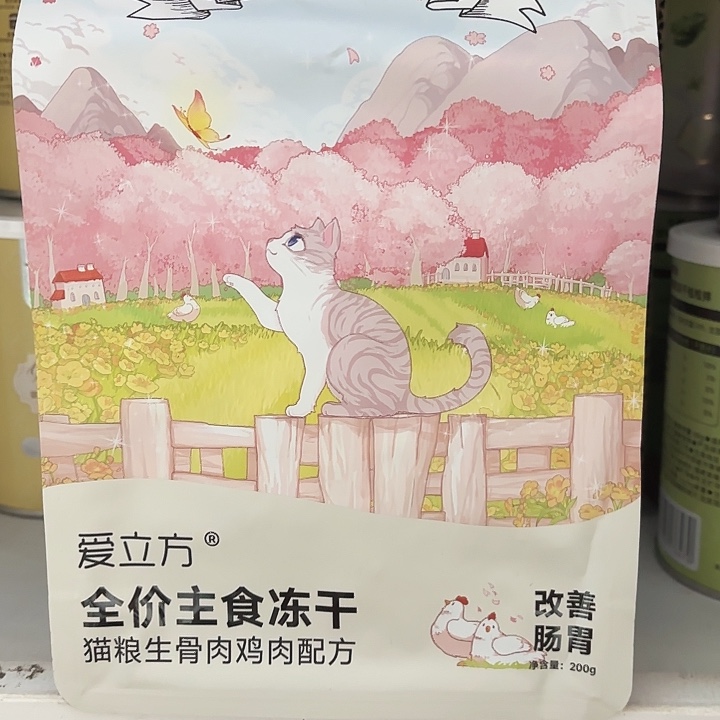 爱立方®
全价主食冻干
猫粮生骨肉鸡肉配方
改善
肠胃
净含量：200g